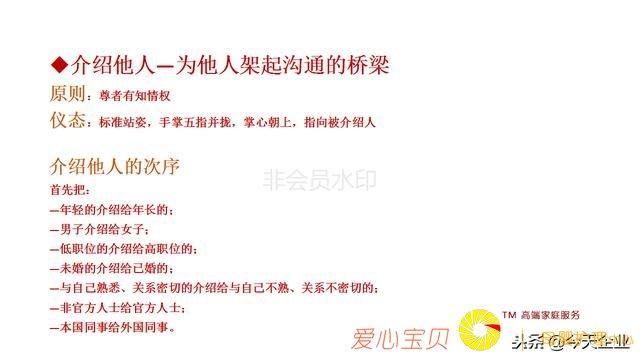 ◆介绍他人—为他人架起沟通的桥梁
原则：尊者有知情权
仪态：标准站姿，手掌五指并拢，掌心朝上，指向被介绍人
介绍他人的次序
非会员水印
首先把：
—年轻的介绍给年长的；
—男子介绍给女子；
—低职位的介绍给高职位的；
—未婚的介绍给已婚的；
—与自己熟悉、关系密切的介绍给与自己不熟、关系不密切的；
—非官方人士给官方人士；
—本国同事给外国同事。
TM 高端家庭服务
爱心宝贝
头条@今天企业